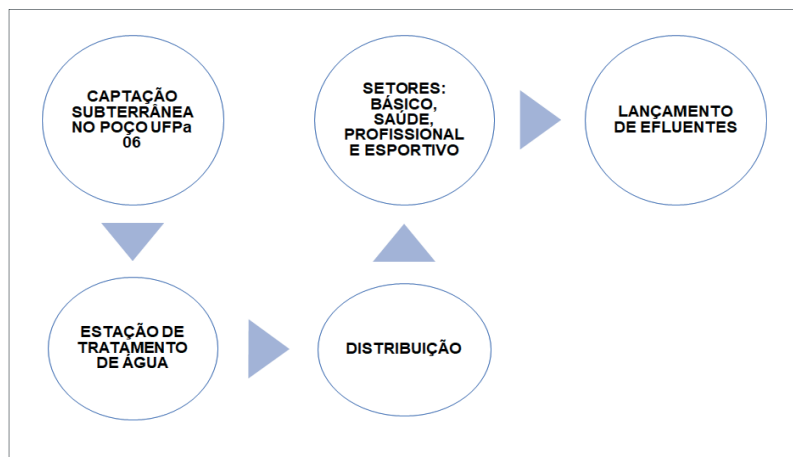 CAPTAÇÃO
SUBTERRÂNEA
NO POÇO UFPa
06
ESTAÇÃO DE
TRATAMENTO
DE ÁGUA
DISTRIBUIÇÃO
SETORES:
BÁSICO,
SAÚDE,
PROFISSIONAL
E ESPORTIVO
LANÇAMENTO
DE EFLUENTES